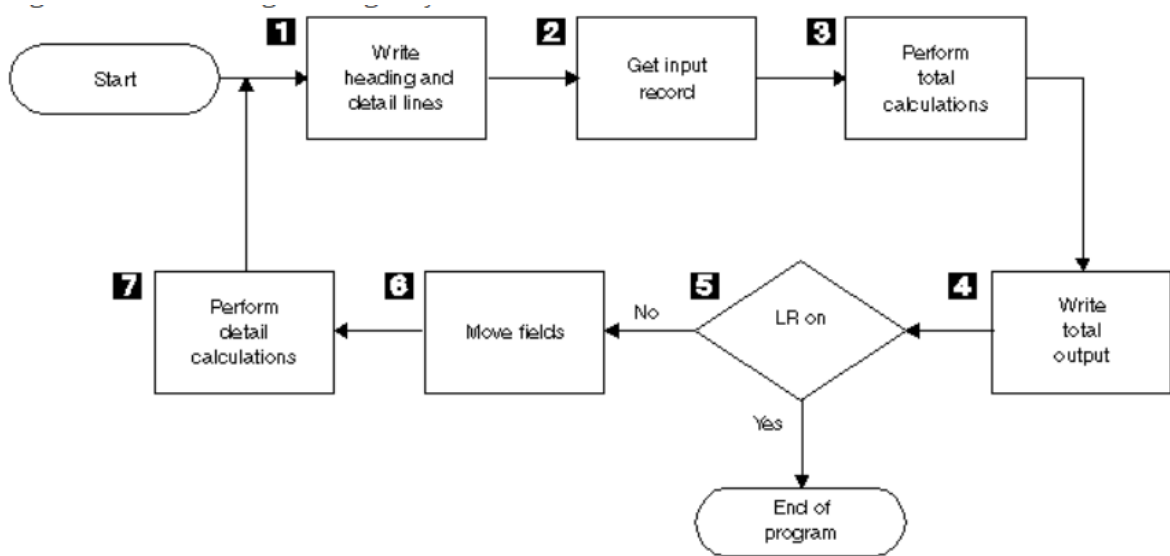 Start
1
Write
heading and
detail lines
2
Get input
record
3
Perform
total
calculations
7
Perform
detail
calculations
6
Move fields
No
5
LR on
4
Write
total
output
Yes
End of
program